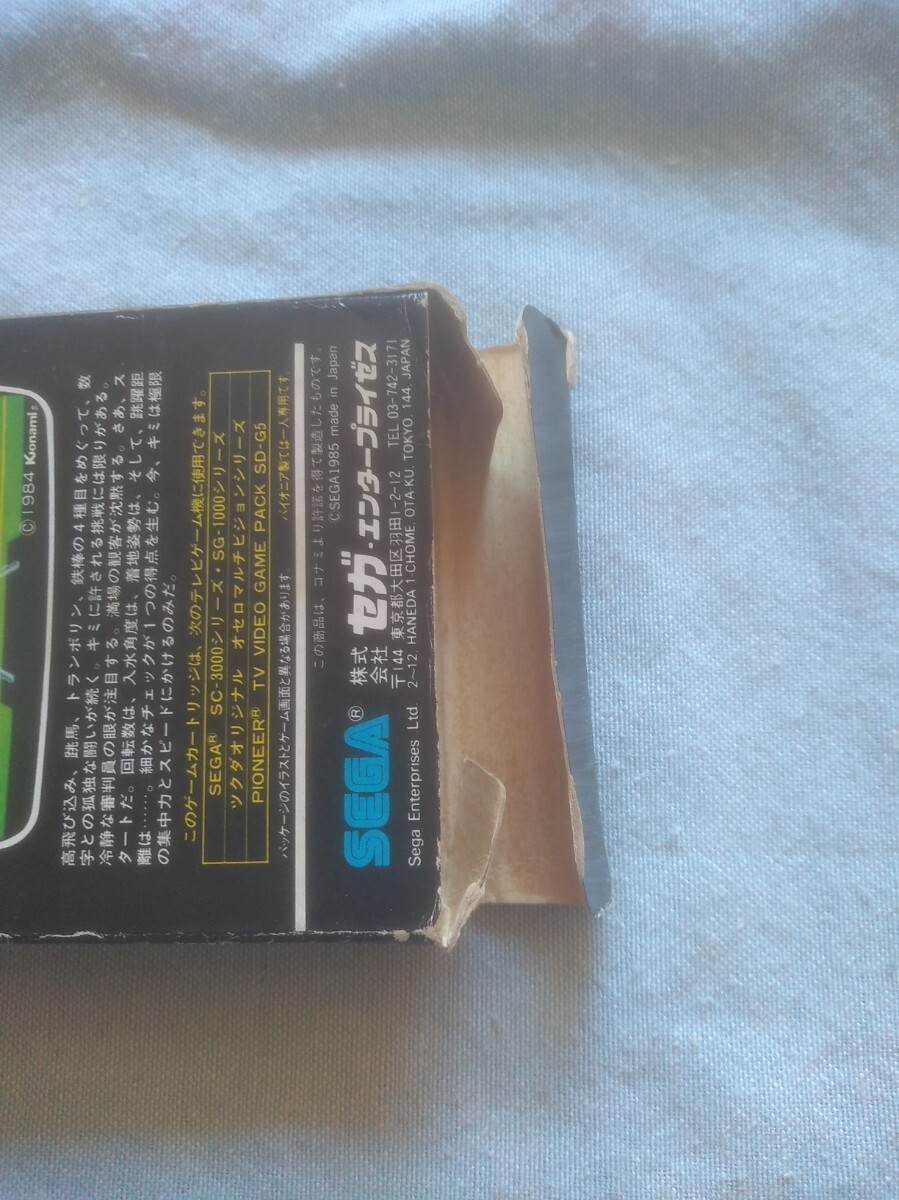 ©1984 Konami®
高飛び込み、跳馬、トランポリン、鉄棒の4種目をめぐって、数
字との孤独な闘いが続く。キミに許される挑戦には限りがある。
冷静な審判員の眼が注目する。満場の観客が沈黙する。さあ、ス
タートだ。回転数は、入水角度は、着地姿勢は、そして、跳躍距
離は……。細かなチェックが1つの得点を生む。今、キミは極限
の集中力とスピードにかけるのみだ。
このゲームカートリッジは、次のテレビゲーム機に使用できます。
SEGA® SC-3000シリーズ・SG-1000シリーズ
ツクダオリジナル オセロマルチビジョンシリーズ
PIONEER® TV VIDEO GAME PACK SD-G5
パッケージのイラストとゲーム画面と異なる場合があります。 パイオニア製では一人専用です。
この商品は、コナミより許諾を得て製造したものです。
©SEGA1985 made in Japan
SEGA® 株式会社 セガ・エンタープライゼス
〒144 東京都大田区羽田1-2-12 TEL 03-742-3171
Sega Enterprises Ltd. 2~12, HANEDA 1-CHOME, OTA-KU, TOKYO, 144, JAPAN